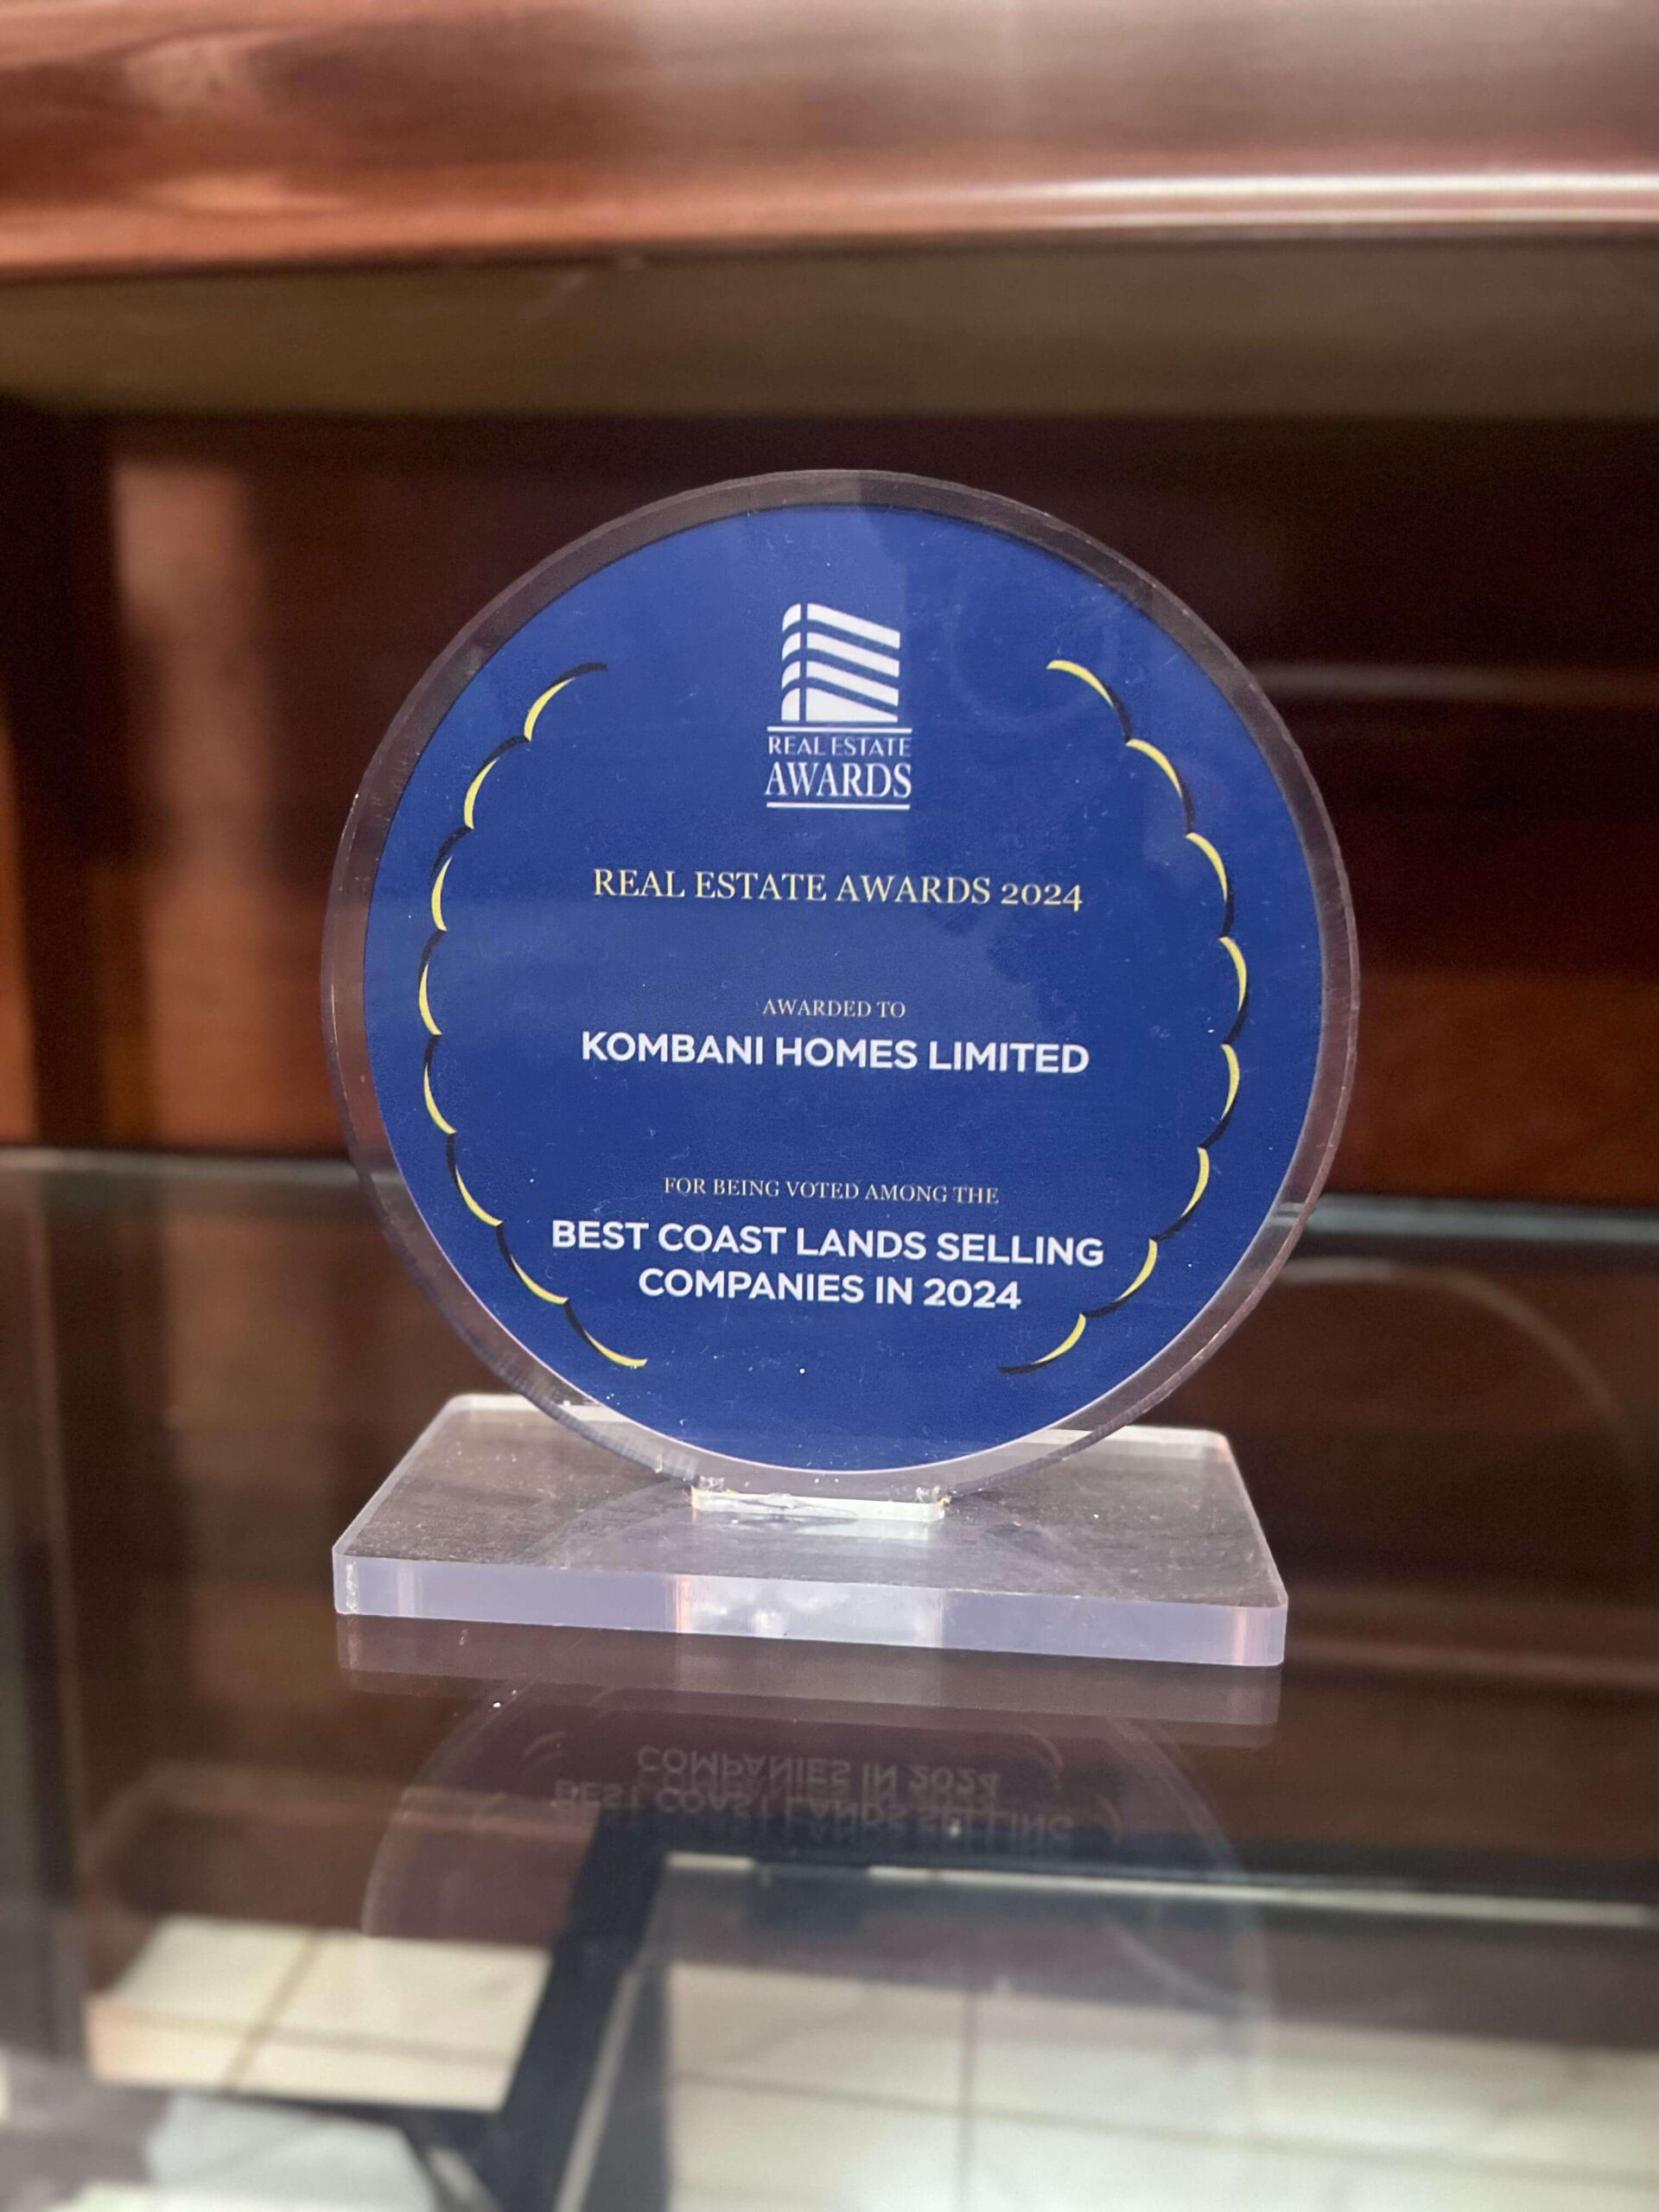 REAL ESTATE
AWARDS
REAL ESTATE AWARDS 2024
AWARDED TO
KOMBANI HOMES LIMITED
FOR BEING VOTED AMONG THE
BEST COAST LANDS SELLING
COMPANIES IN 2024